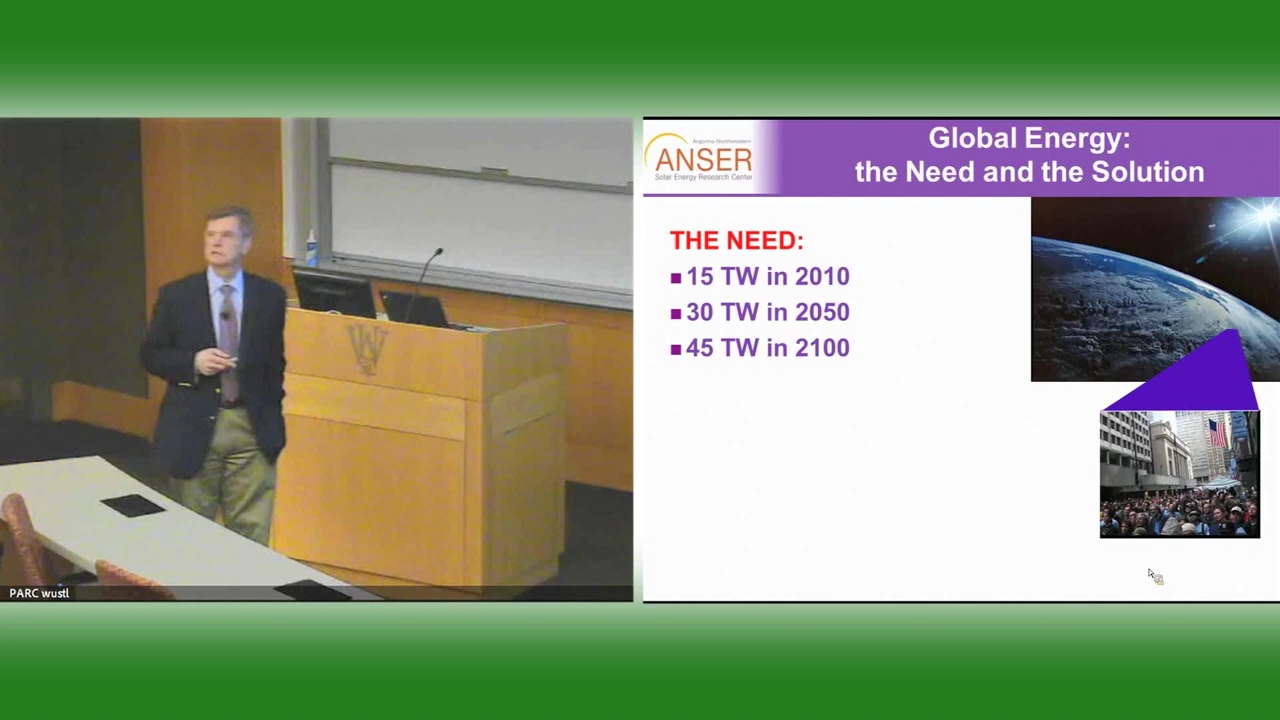 Argonne-Northwestern
ANSER
Solar Energy Research Center
Global Energy:
the Need and the Solution
THE NEED:
15 TW in 2010
30 TW in 2050
45 TW in 2100
W
PARC wustl